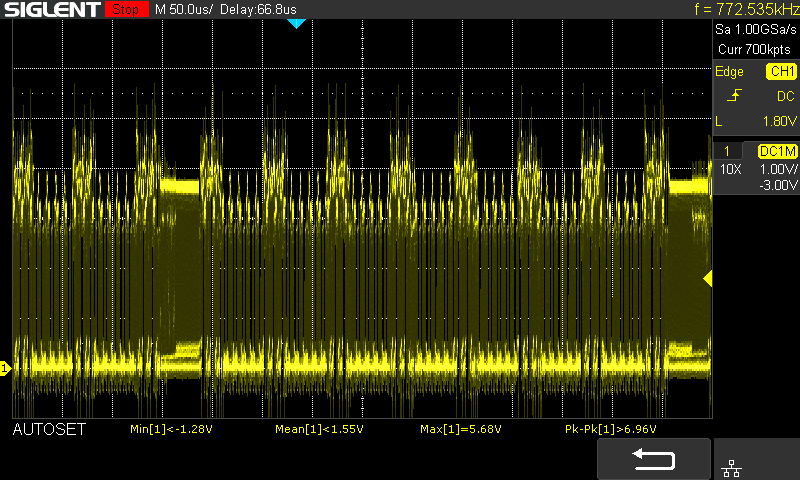 SIGLENT Stop M 50.0us/ Delay:66.8us f = 772.535kHz
Sa 1.00GSa/s
Curr 700kpts
Edge CH1
DC
L 1.80V
1 DC1M
10X 1.00V/
-3.00V
1
AUTOSET Min[1]<-1.28V Mean[1]<1.55V Max[1]=5.68V Pk-Pk[1]>6.96V